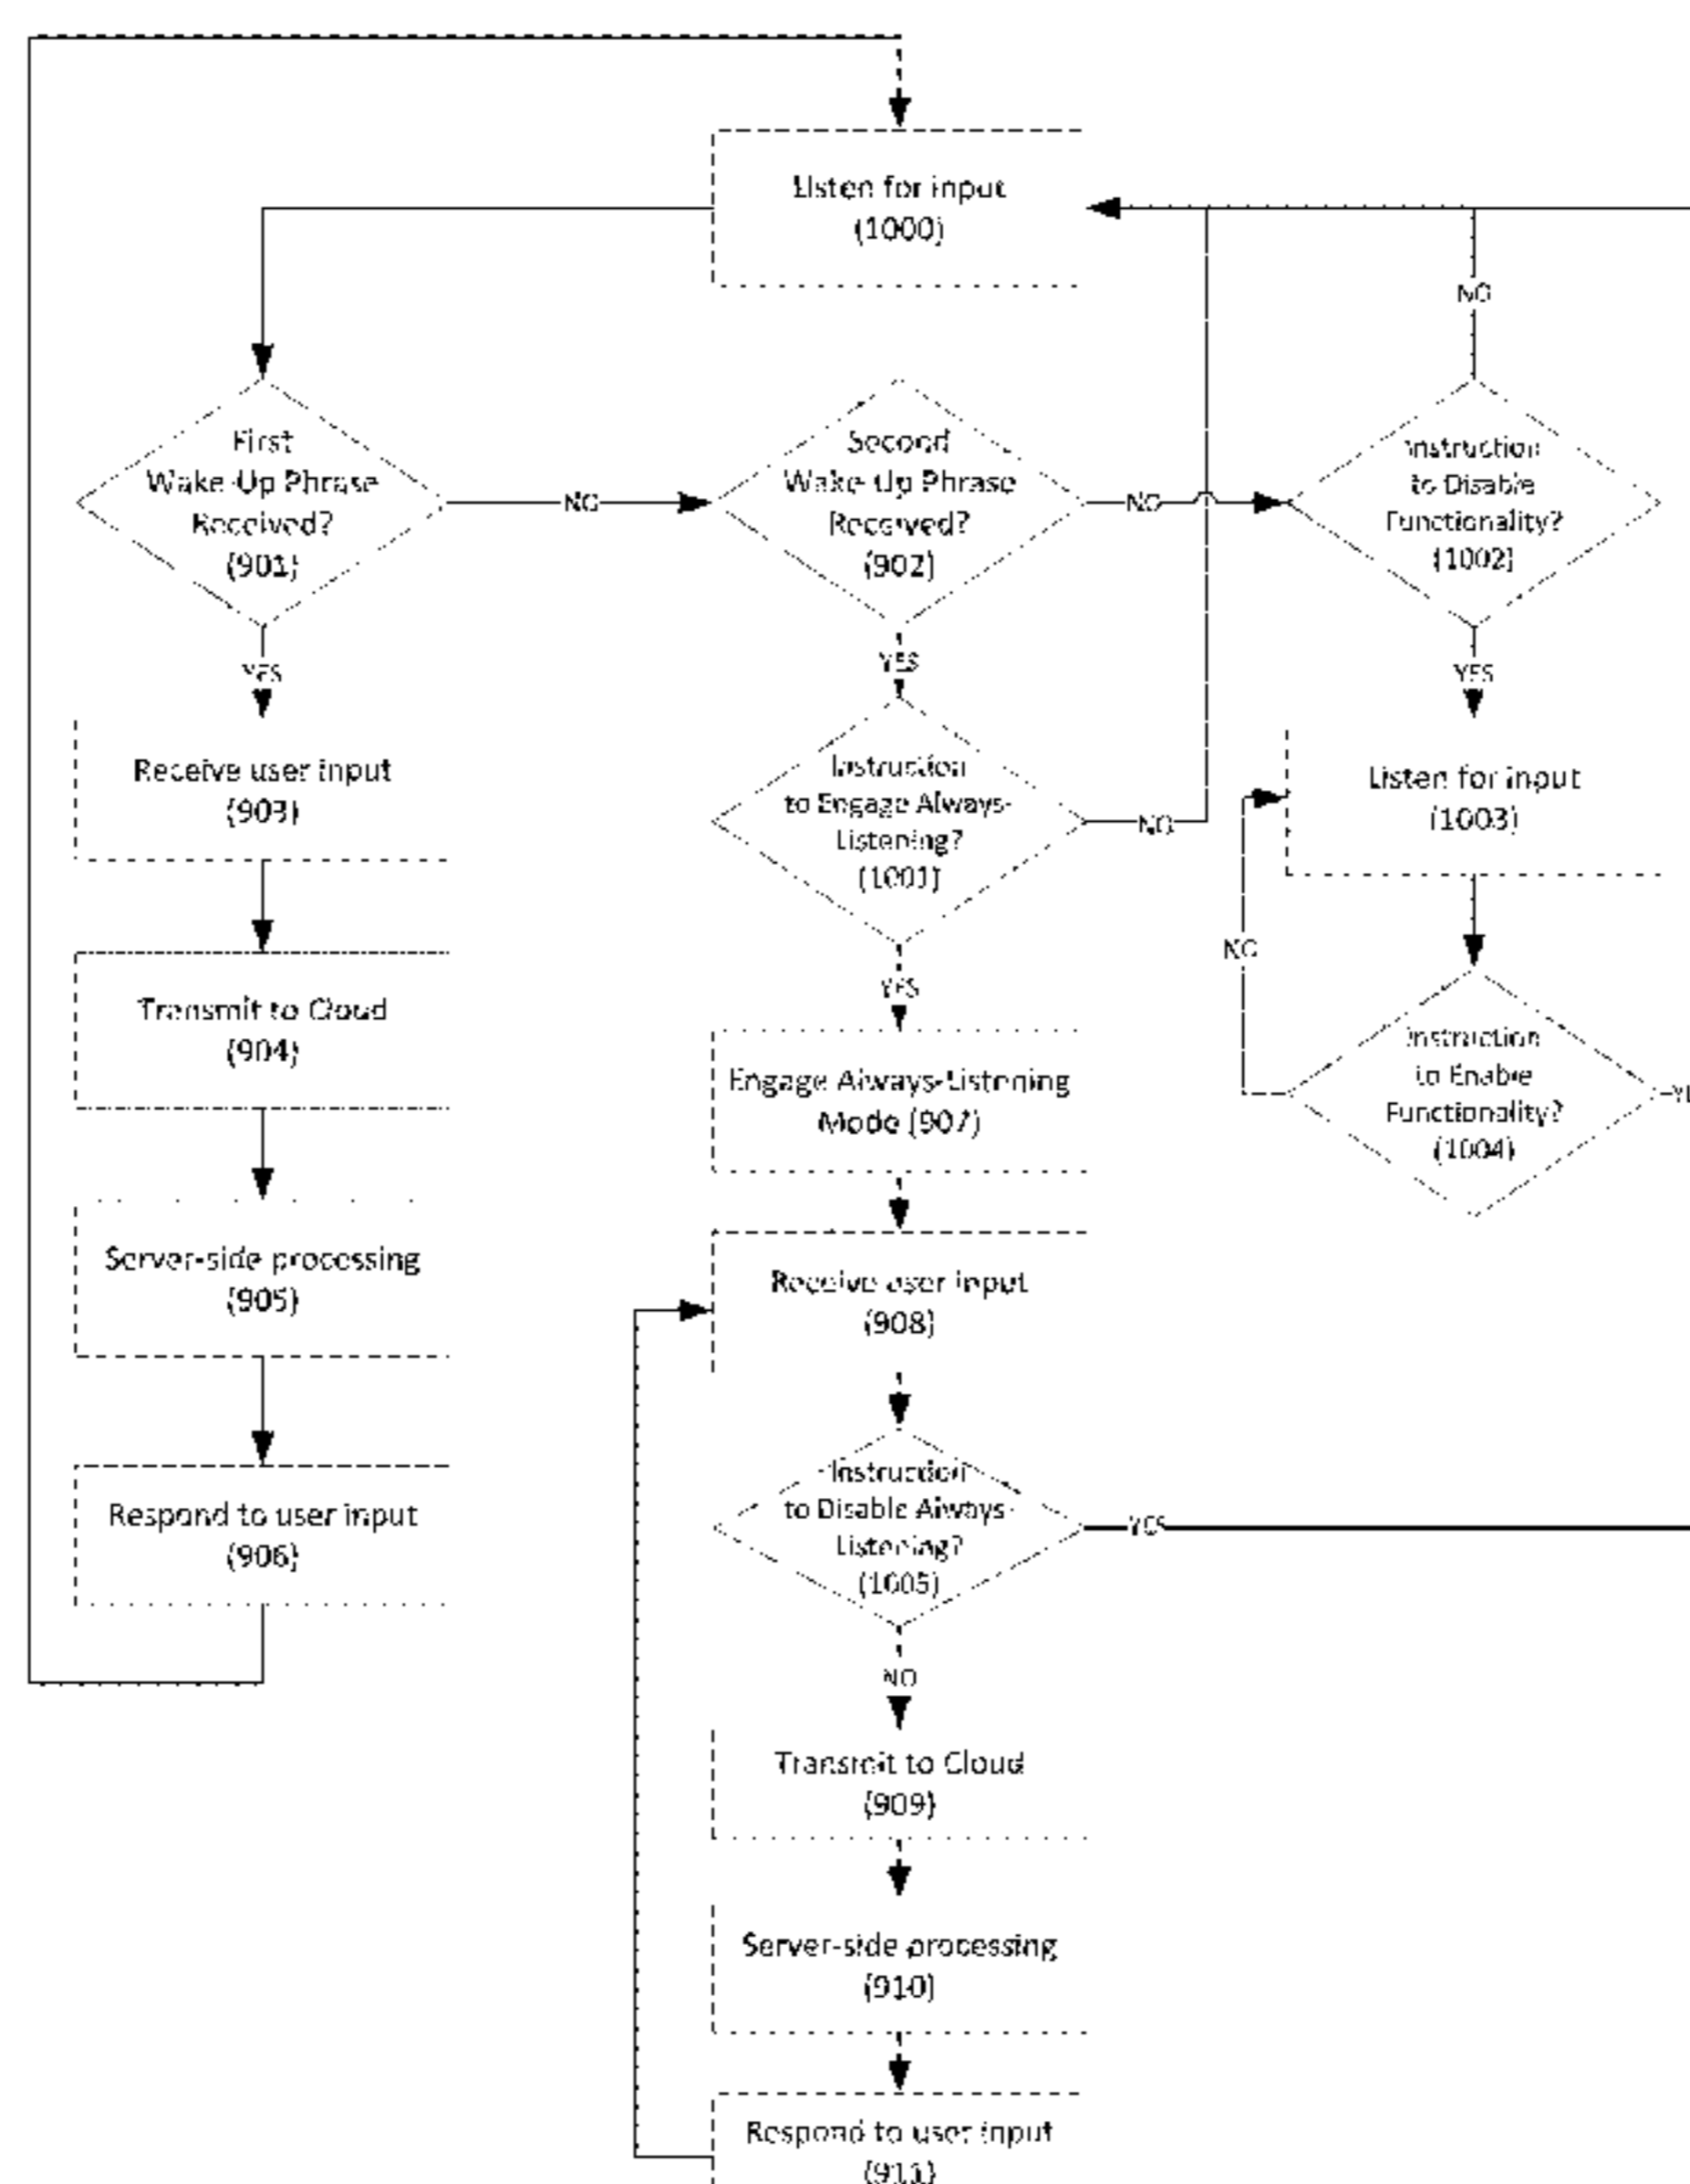 Listen for input
(1000)
NO
First
Wake-Up Phrase
Received?
(901)
NO
Second
Wake-Up Phrase
Received?
(902)
NO
Instruction
to Disable
Functionality?
(1002)
YES
YES
YES
Receive user input
(903)
Instruction
to Engage Always-
Listening?
(1001)
NO
Listen for input
(1003)
NO
Transmit to Cloud
(904)
YES
Engage Always-Listening
Mode (907)
Instruction
to Enable
Functionality?
(1004)
Server-side processing
(905)
Receive user input
(908)
Respond to user input
(906)
Instruction
to Disable Always-
Listening?
(1005)
YES
NO
Transmit to Cloud
(909)
Server-side processing
(910)
Respond to user input
(911)